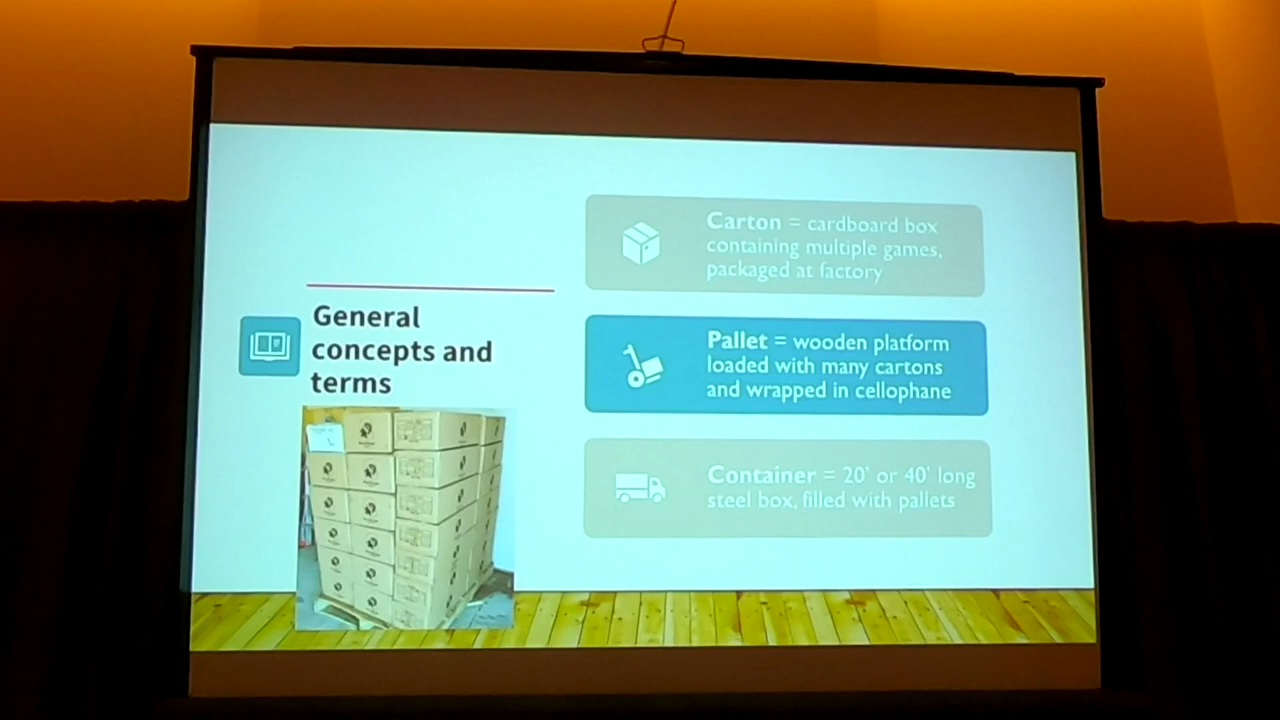 General
concepts and
terms
Carton = cardboard box
containing multiple games,
packaged at factory
Pallet = wooden platform
loaded with many cartons
and wrapped in cellophane
Container = 20' or 40' long
steel box, filled with pallets